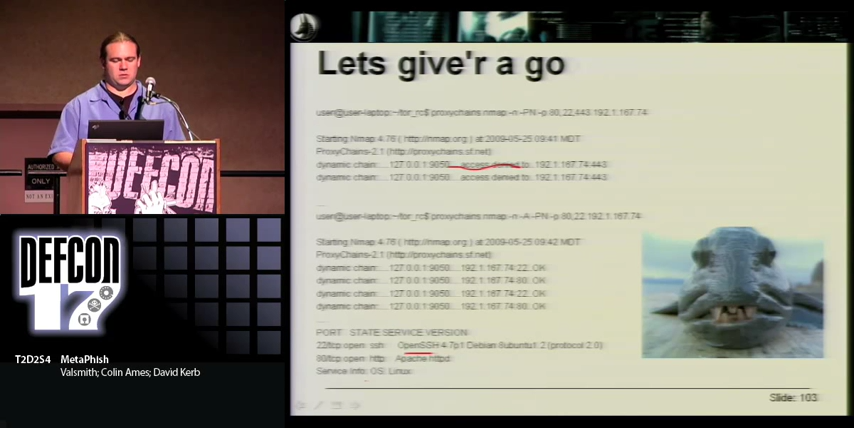 Lets give'r a go
user@user-laptop:~/tor_rc$ proxychains nmap -n -PN -p 80,22,443 192.1.167.74
Starting Nmap 4.76 ( http://nmap.org ) at 2009-05-25 09:41 MDT
ProxyChains-2.1 (http://proxychains.sf.net)
dynamic chain:....127.0.0.1:9050....access denied to..192.1.167.74:443
dynamic chain:....127.0.0.1:9050....access denied to..192.1.167.74:443
...
user@user-laptop:~/tor_rc$ proxychains nmap -n -A -PN -p 80,22 192.1.167.74
Starting Nmap 4.76 ( http://nmap.org ) at 2009-05-25 09:42 MDT
ProxyChains-2.1 (http://proxychains.sf.net)
dynamic chain:....127.0.0.1:9050....192.1.167.74:22..OK
dynamic chain:....127.0.0.1:9050....192.1.167.74:80..OK
dynamic chain:....127.0.0.1:9050....192.1.167.74:22..OK
dynamic chain:....127.0.0.1:9050....192.1.167.74:80..OK
...
PORT STATE SERVICE VERSION
22/tcp open ssh OpenSSH 4.7p1 Debian 8ubuntu1.2 (protocol 2.0)
80/tcp open http Apache httpd
Service Info: OS: Linux
Slide: 103
AUTHORIZED
ONLY
DEFCON
DEFCON
17
T2D2S4 MetaPhish
Valsmith; Colin Ames; David Kerb